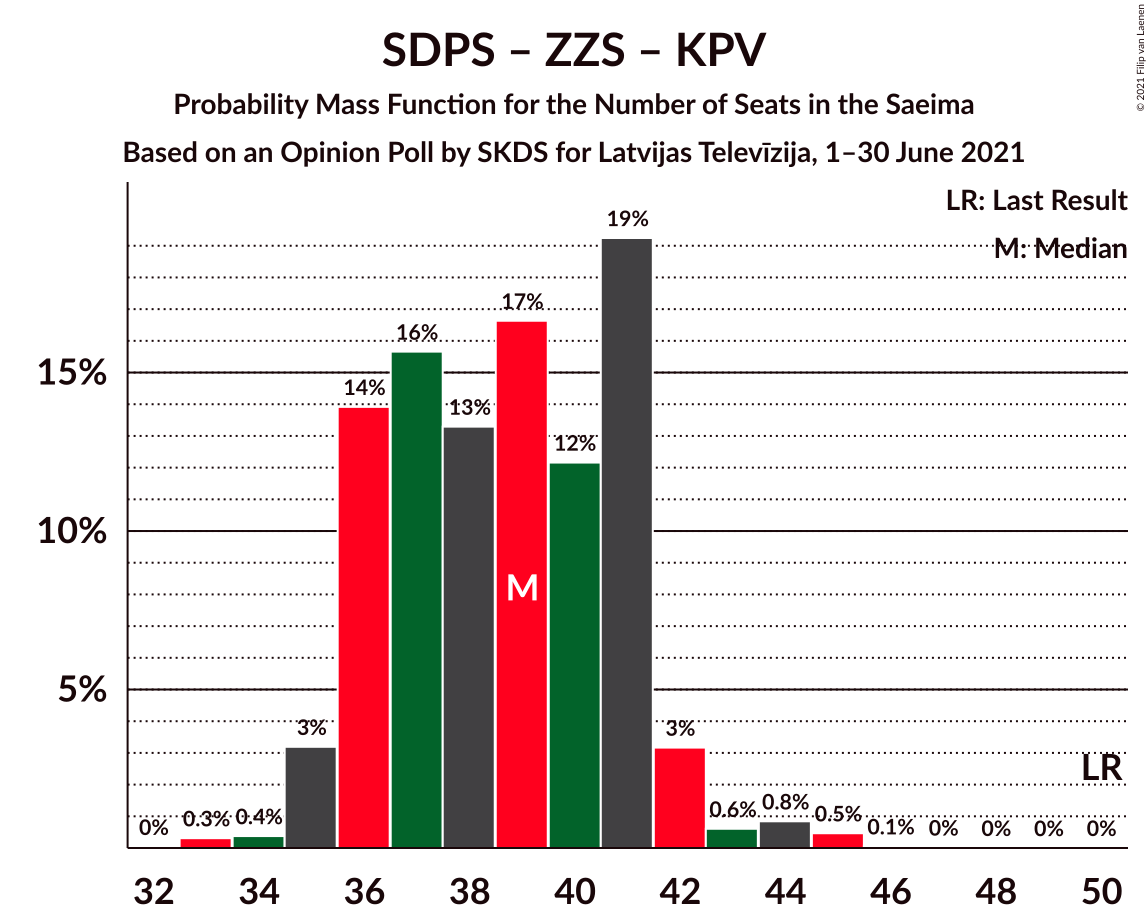 SDPS – ZZS – KPV
Probability Mass Function for the Number of Seats in the Saeima
Based on an Opinion Poll by SKDS for Latvijas Televīzija, 1–30 June 2021
© 2021 Filip van Laenen
LR: Last Result
M: Median
19%
17%
16%
15%
14%
13%
12%
10%
M
5%
3%
3%
LR
0%
0.3%
0.4%
0.6%
0.8%
0.5%
0.1%
0%
0%
0%
0%
32 34 36 38 40 42 44 46 48 50